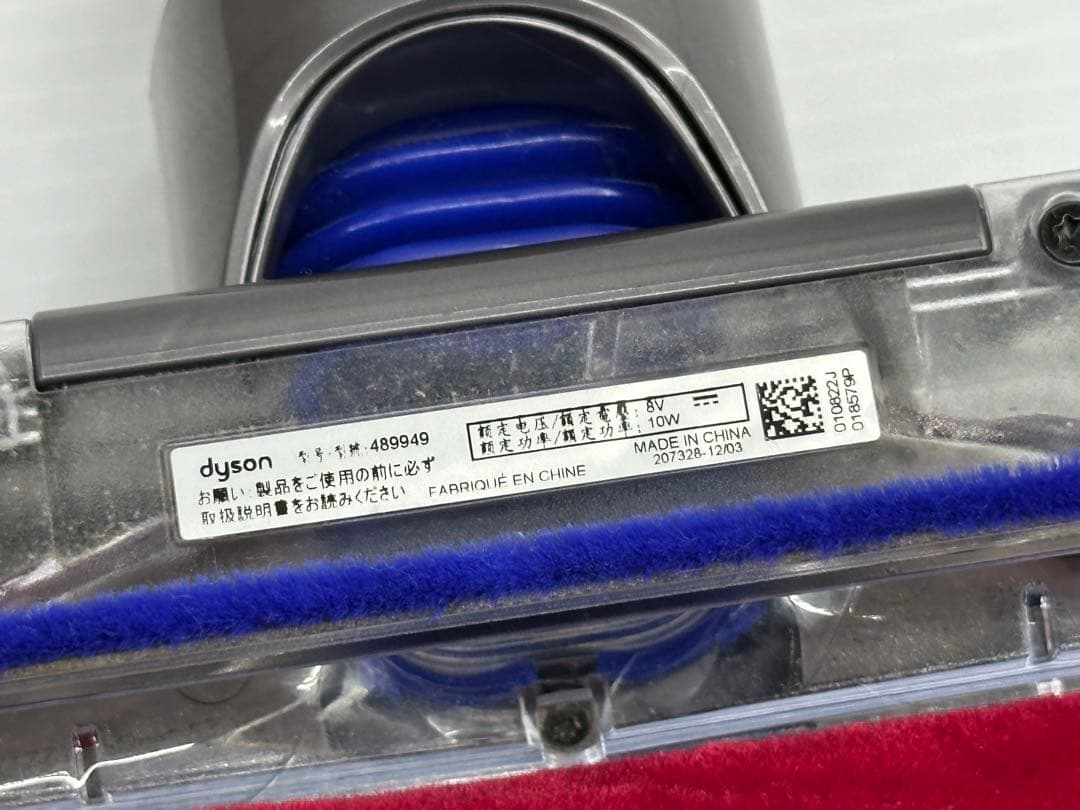 dyson 型号/型號: 489949
お願い: 製品をご使用の前に必ず
取扱説明書をお読みください
额定电压/額定電壓: 8V
额定功率/額定功率: 10W
FABRIQUÉ EN CHINE
MADE IN CHINA
207328-12/03
010822J
018579P